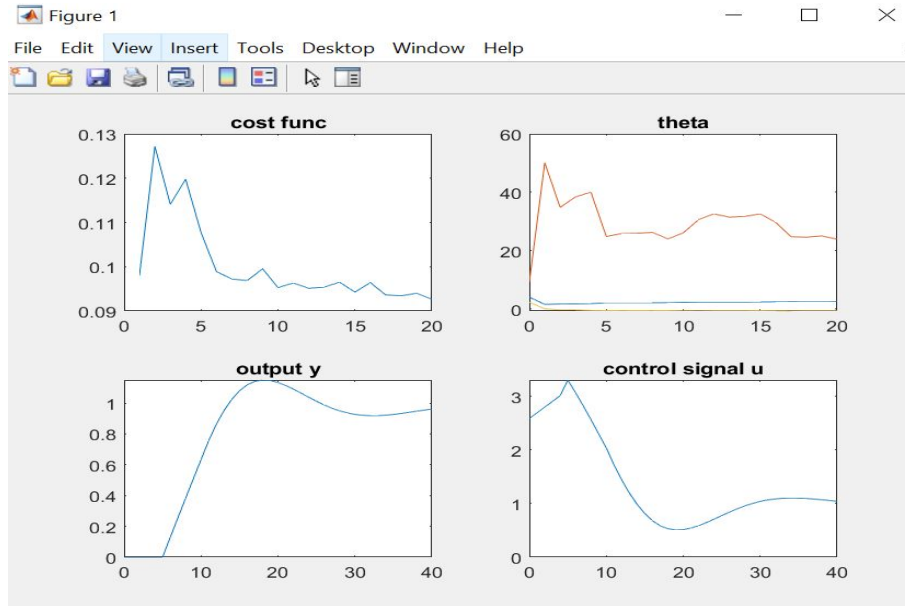 Figure 1
File Edit View Insert Tools Desktop Window Help
cost func
0.13
0.12
0.11
0.1
0.09
0 5 10 15 20
theta
60
40
20
0
0 5 10 15 20
output y
1
0.8
0.6
0.4
0.2
0
0 10 20 30 40
control signal u
3
2
1
0
0 10 20 30 40